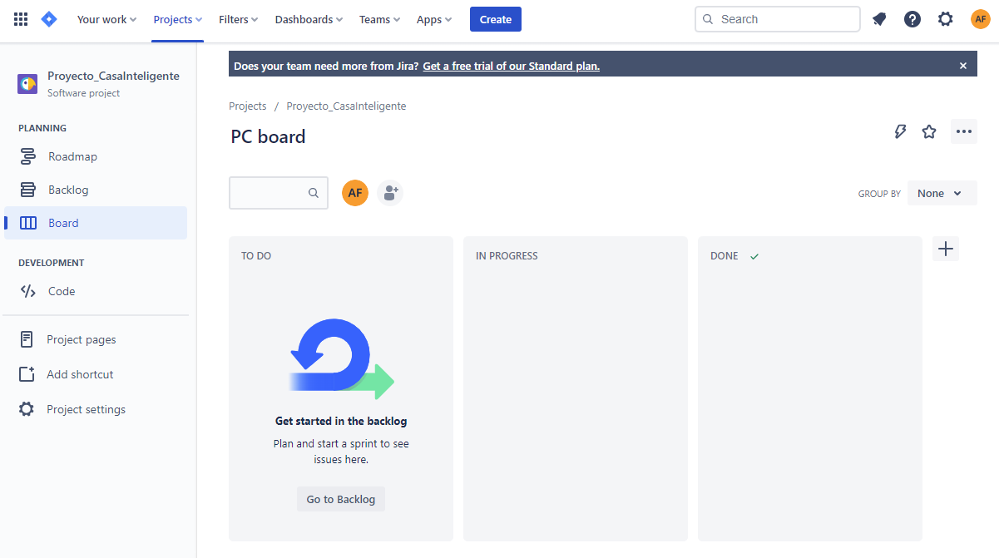 Your work
Projects
Filters
Dashboards
Teams
Apps
Create
Search
AF
Proyecto_CasaInteligente
Software project
PLANNING
Roadmap
Backlog
Board
DEVELOPMENT
Code
Project pages
Add shortcut
Project settings
Does your team need more from Jira? Get a free trial of our Standard plan.
Projects / Proyecto_CasaInteligente
PC board
AF
GROUP BY None
TO DO
IN PROGRESS
DONE
Get started in the backlog
Plan and start a sprint to see
issues here.
Go to Backlog